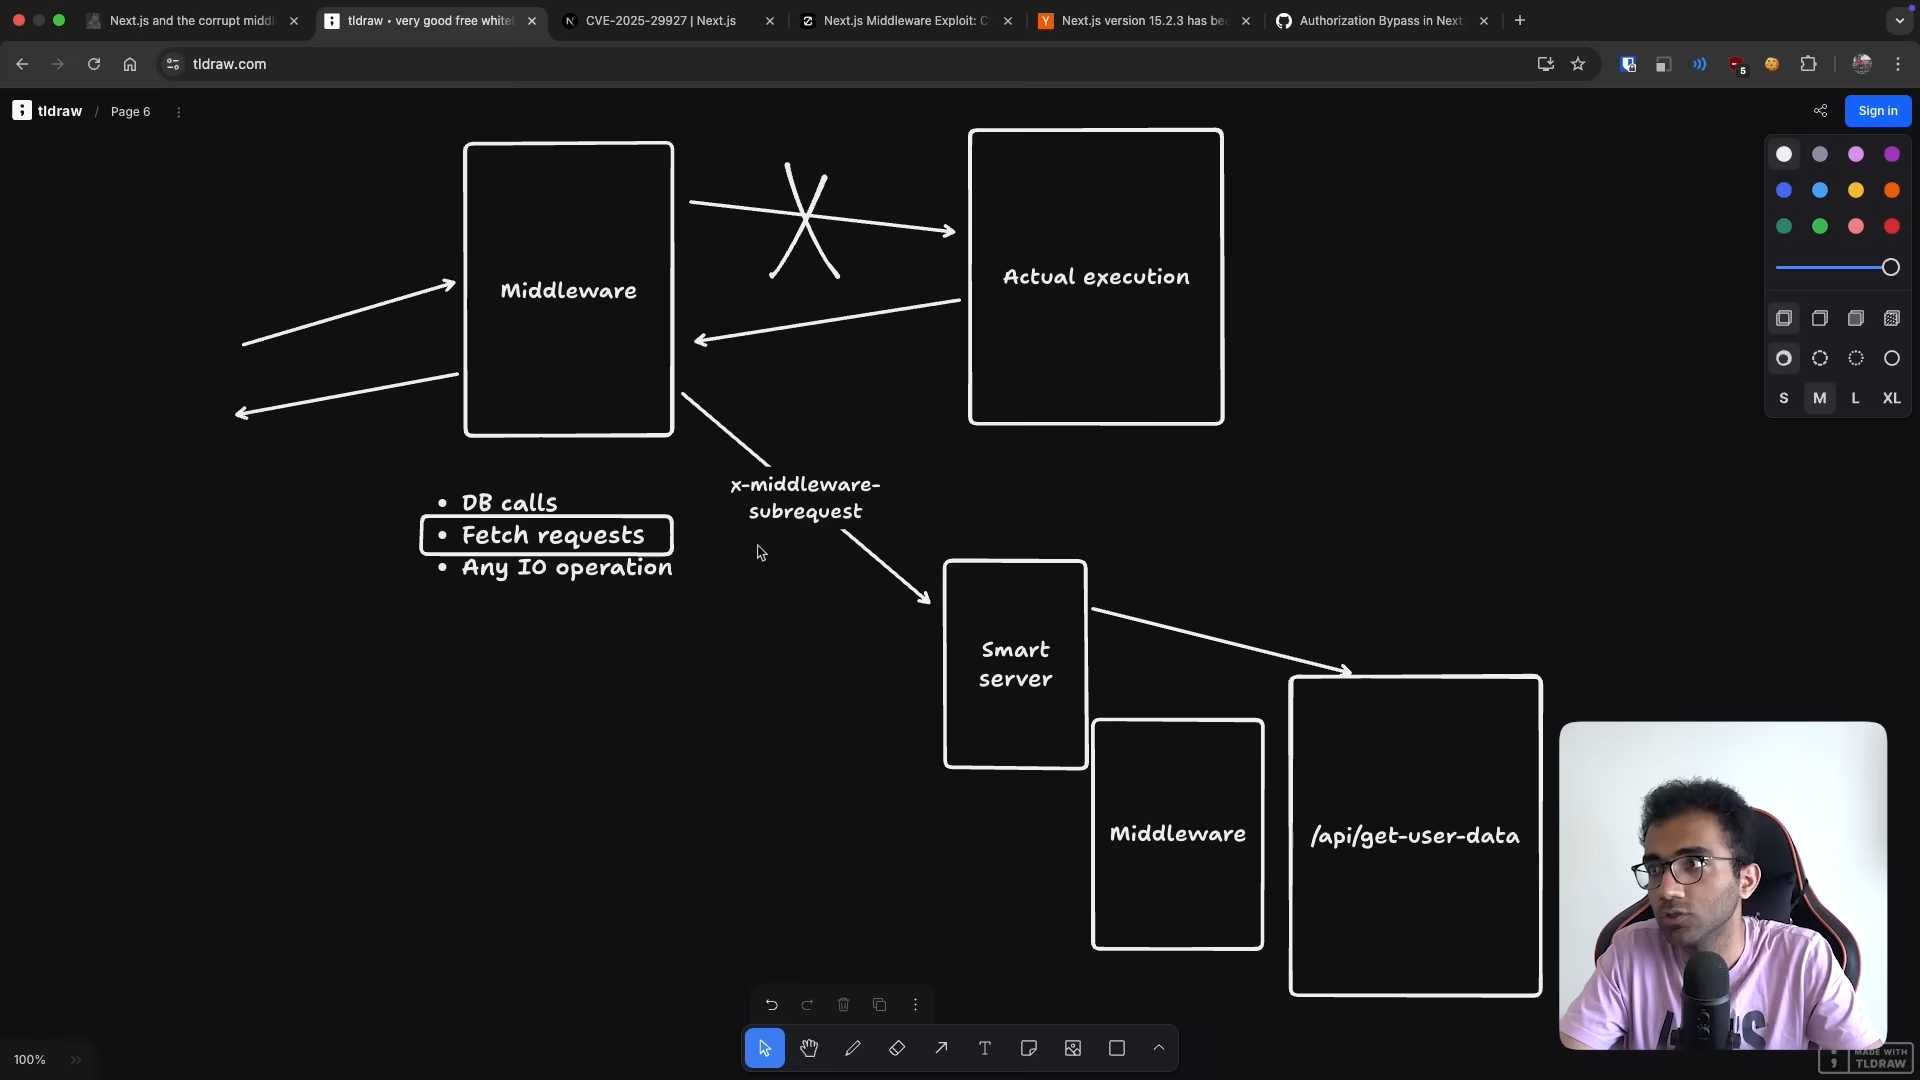 Next.js and the corrupt middl
tldraw • very good free white
CVE-2025-29927 | Next.js
Next.js Middleware Exploit: C
Next.js version 15.2.3 has be
Authorization Bypass in Next
tldraw.com
5
tldraw / Page 6
Sign in
S M L XL
Middleware
Actual execution
x-middleware-
subrequest
• DB calls
• Fetch requests
• Any IO operation
Smart
server
Middleware
/api/get-user-data
100%
MADE WITH
TLDRAW